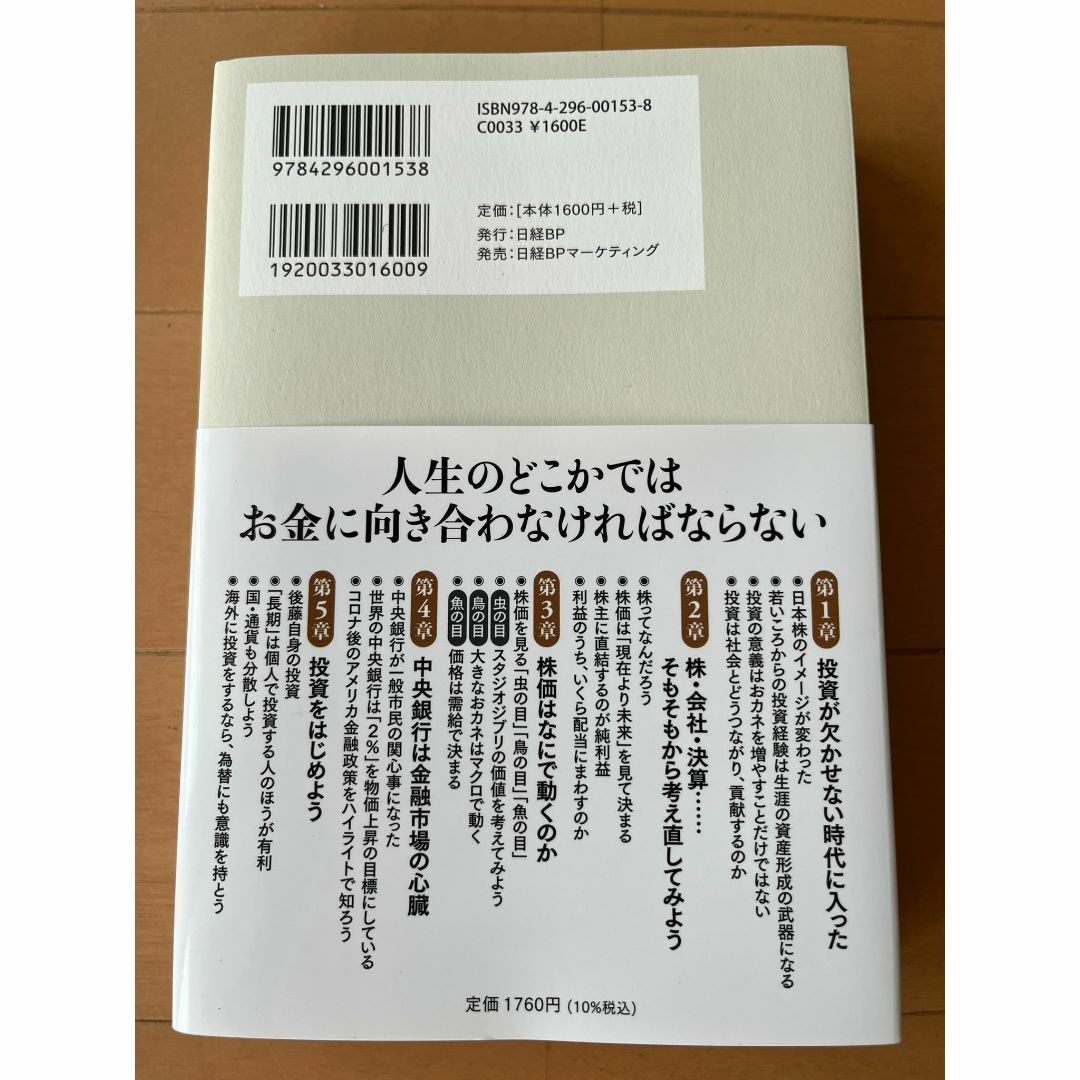 ISBN978-4-296-00153-8
C0033 ¥1600E
9784296001538
1920033016009
定価：[本体1600円＋税]
発行：日経BP
発売：日経BPマーケティング
人生のどこかでは
お金に向き合わなければならない
第1章 投資が欠かせない時代に入った
●日本株のイメージが変わった
●若いころからの投資経験は生涯の資産形成の武器になる
●投資の意義はおカネを増やすことだけではない
●投資は社会とどうつながり、貢献するのか
第2章 株・会社・決算……
そもそもから考え直してみよう
●株ってなんだろう
●株価は「現在より未来」を見て決まる
●株主に直結するのが純利益
●利益のうち、いくら配当にまわすのか
第3章 株価はなにで動くのか
●株価を見る「虫の目」「鳥の目」「魚の目」
●虫の目 スタジオジブリの価値を考えてみよう
●鳥の目 大きなおカネはマクロで動く
●魚の目 価格は需給で決まる
第4章 中央銀行は金融市場の心臓
●中央銀行が一般市民の関心事になった
●世界の中央銀行は「2％」を物価上昇の目標にしている
●コロナ後のアメリカ金融政策をハイライトで知ろう
第5章 投資をはじめよう
●後藤自身の投資
●「長期」は個人で投資する人のほうが有利
●国・通貨も分散しよう
●海外に投資をするなら、為替にも意識を持とう
定価1760円（10%税込）